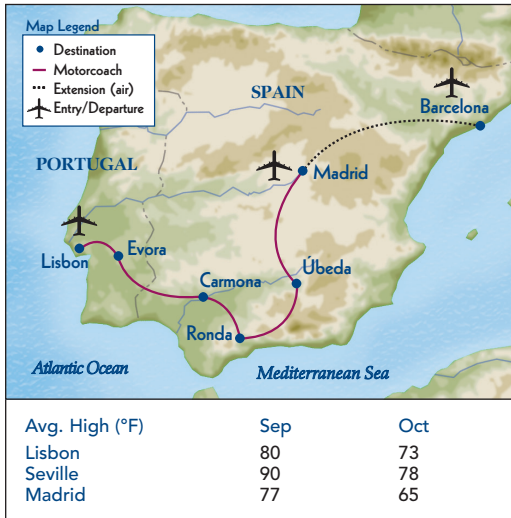 Map Legend
Destination
Motorcoach
Extension (air)
Entry/Departure
SPAIN
Barcelona
PORTUGAL
Madrid
Lisbon
Evora
Carmona
Úbeda
Ronda
Atlantic Ocean
Mediterranean Sea
Avg. High (°F) Sep Oct
Lisbon 80 73
Seville 90 78
Madrid 77 65